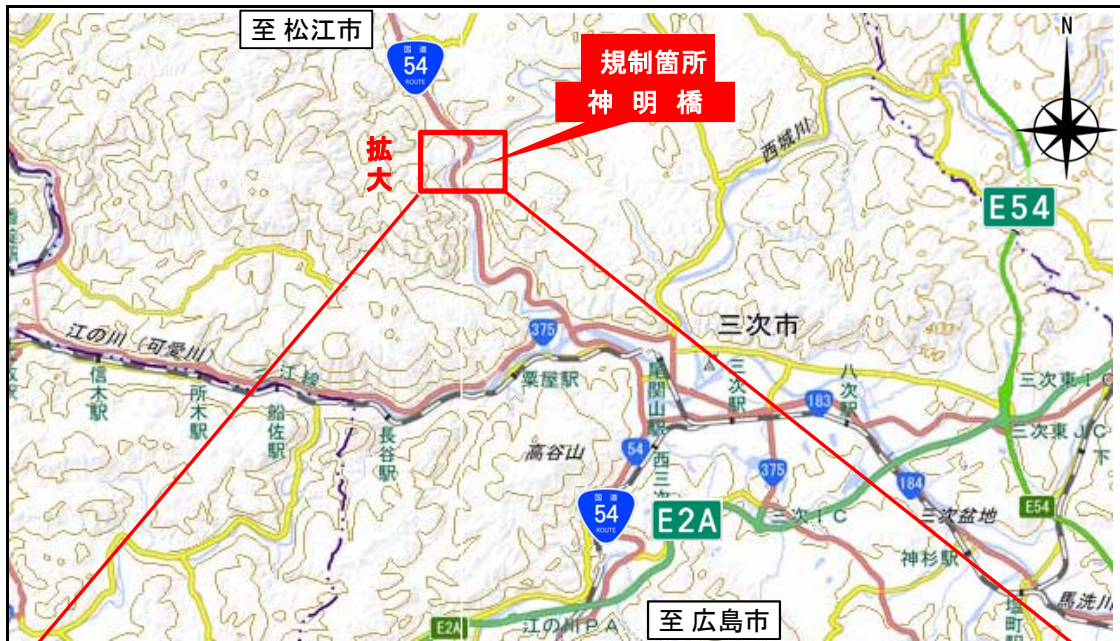 至 松江市
国道
54
ROUTE
規制箇所
神 明 橋
N
拡大
西城川
E54
三次市
江の川 (可愛川)
三江線
375
信木駅
所木駅
船佐駅
長谷駅
粟屋駅
尾関山駅
三次駅
八次駅
183
三次東IC
三次東JC
高谷山
54
国道
54
ROUTE
西三次
E2A
375
三次IC
184
三次盆地
E54
神杉駅
馬洗川
塩町駅
至 広島市
E2A
江の川PA
400
下